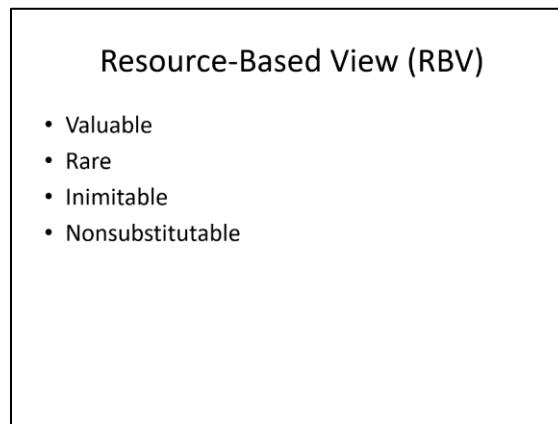 Resource-Based View (RBV)
• Valuable
• Rare
• Inimitable
• Nonsubstitutable